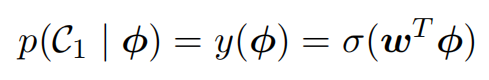 p(𝒞₁ | ϕ) = y(ϕ) = σ(wᵀϕ)